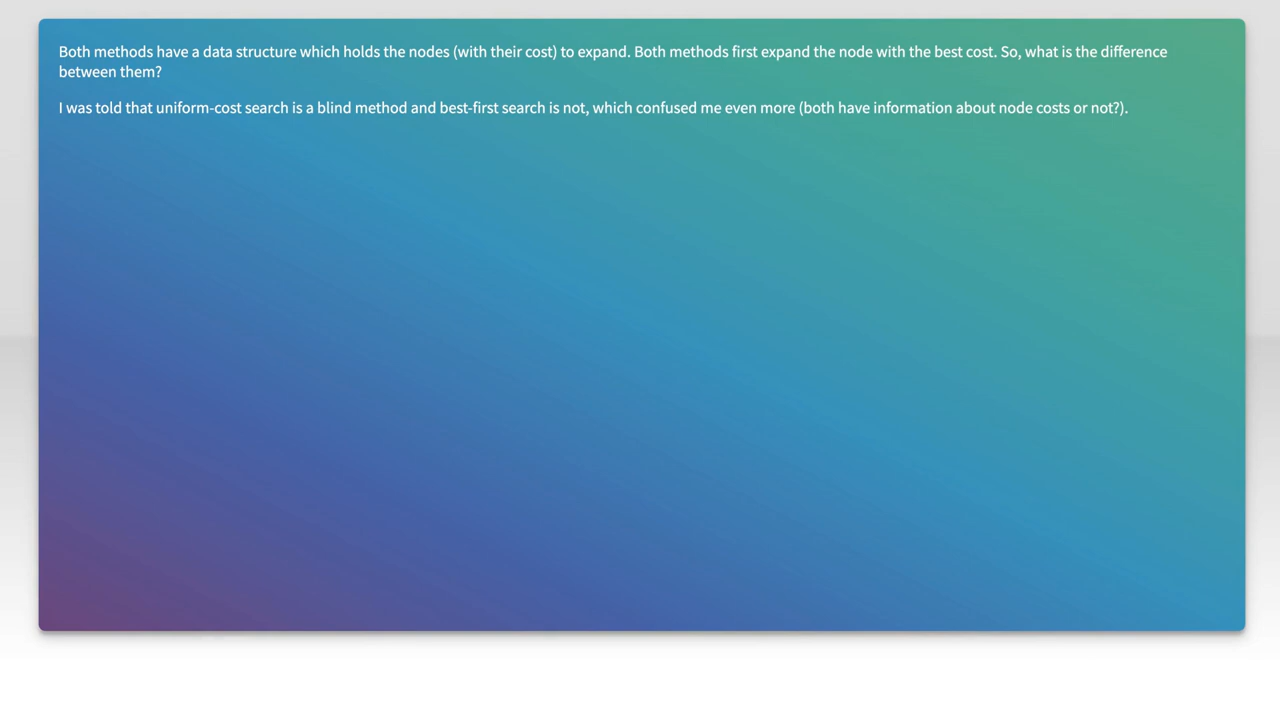 Both methods have a data structure which holds the nodes (with their cost) to expand. Both methods first expand the node with the best cost. So, what is the difference
between them?
I was told that uniform-cost search is a blind method and best-first search is not, which confused me even more (both have information about node costs or not?).